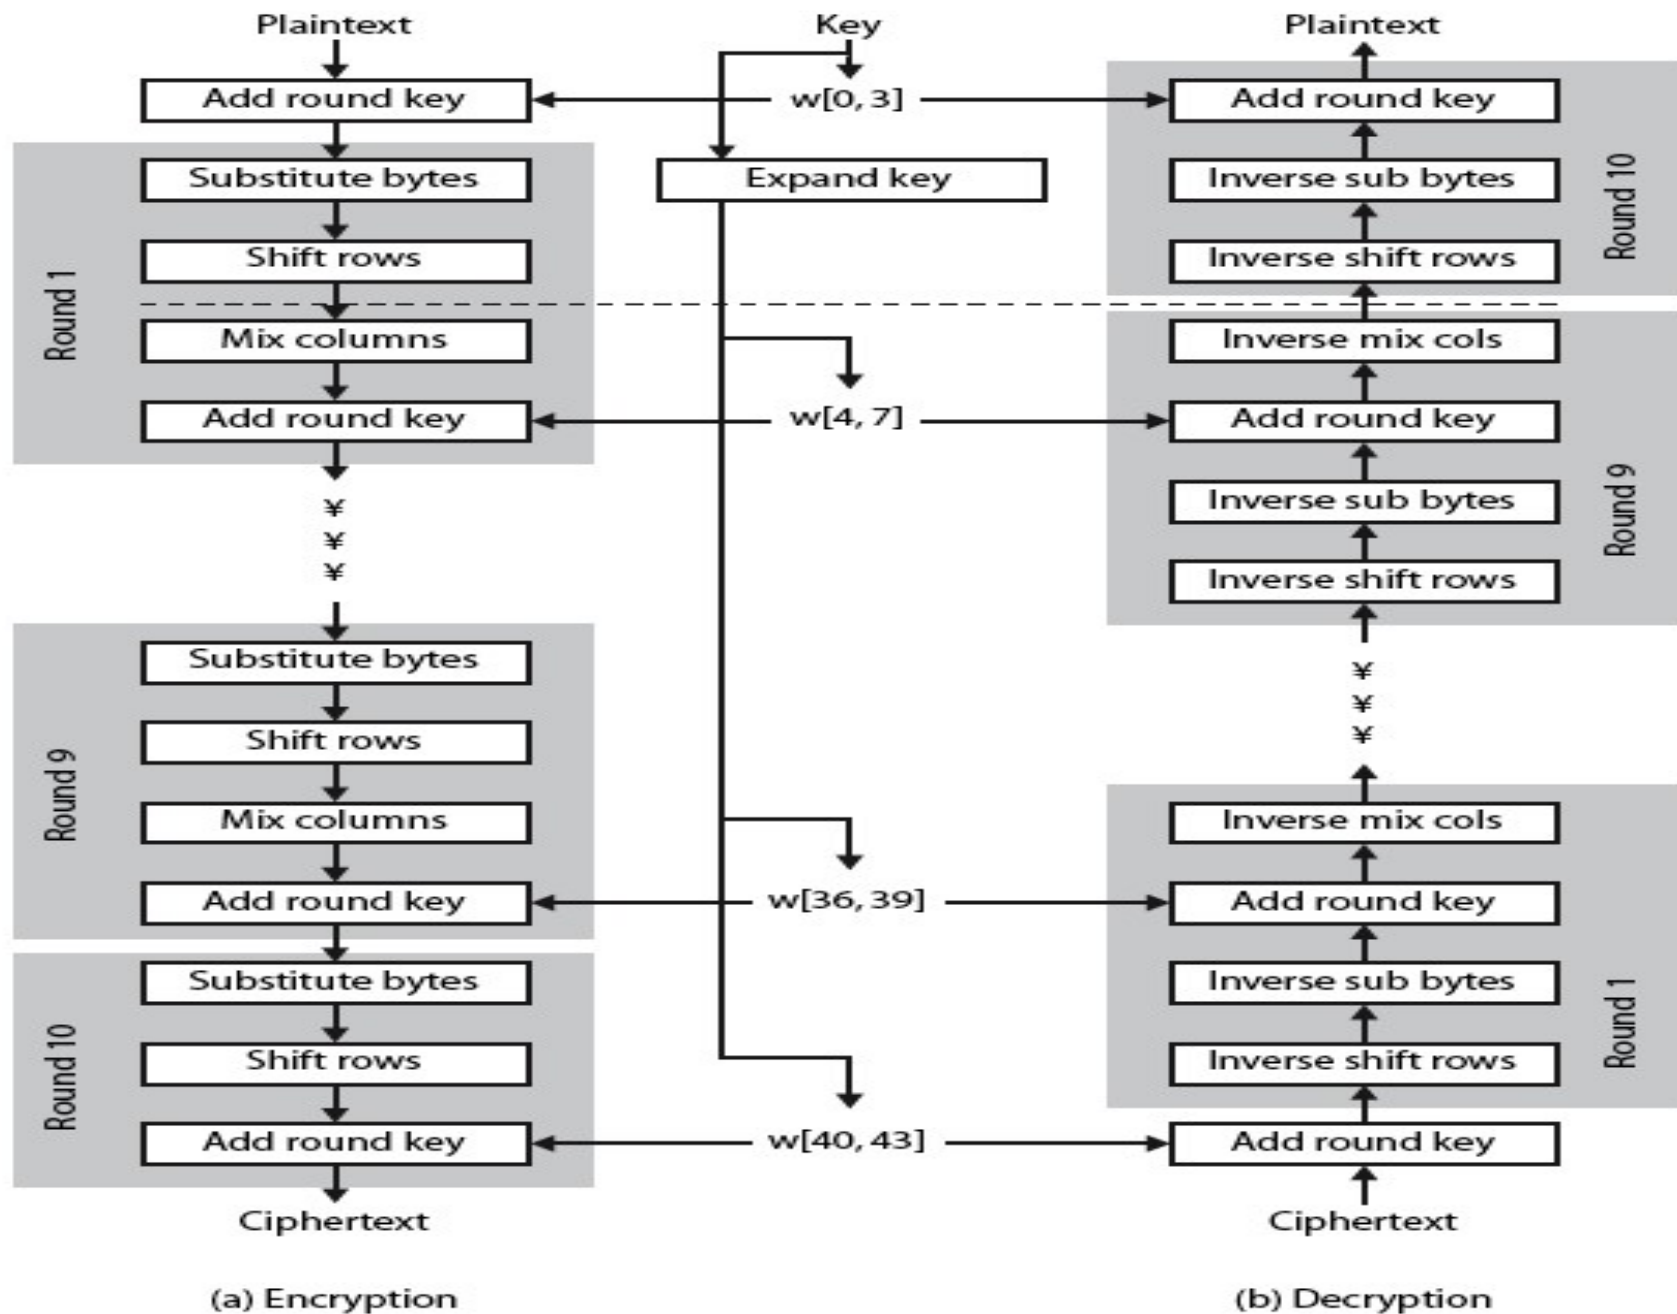 Plaintext
Add round key
Substitute bytes
Shift rows
Mix columns
Add round key
Round 1
¥
¥
¥
Substitute bytes
Shift rows
Mix columns
Add round key
Round 9
Substitute bytes
Shift rows
Add round key
Round 10
Ciphertext
(a) Encryption
Key
w[0, 3]
Expand key
w[4, 7]
w[36, 39]
w[40, 43]
Plaintext
Add round key
Inverse sub bytes
Inverse shift rows
Round 10
Inverse mix cols
Add round key
Inverse sub bytes
Inverse shift rows
Round 9
¥
¥
¥
Inverse mix cols
Add round key
Inverse sub bytes
Inverse shift rows
Round 1
Add round key
Ciphertext
(b) Decryption